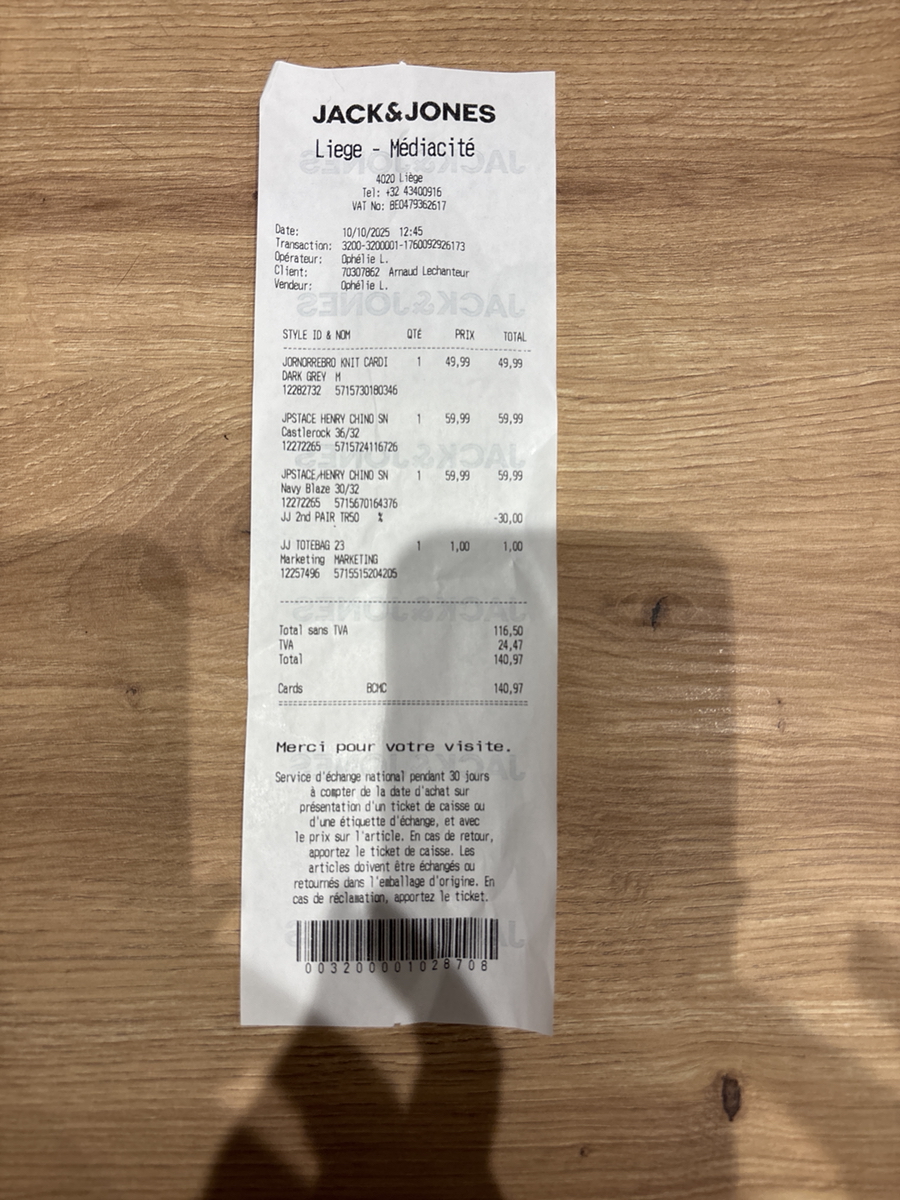 JACK&JONES
Liege - Médiacité
4020 Liège
Tel: +32 43400916
VAT No: BE0479362617
Date: 10/10/2025 12:45
Transaction: 3200-3200001-1760092926173
Opérateur: Ophélie L.
Client: 70307862 Arnaud Lechanteur
Vendeur: Ophélie L.
STYLE ID & NOM QTÉ PRIX TOTAL
JORNORREBRO KNIT CARDI 1 49,99 49,99
DARK GREY M
12282732 5715730180346
JPSTACE HENRY CHINO SN 1 59,99 59,99
Castlerock 36/32
12272265 5715724116726
JPSTACE HENRY CHINO SN 1 59,99 59,99
Navy Blaze 30/32
12272265 5715670164376
JJ 2nd PAIR TR50 % -30,00
JJ TOTEBAG 23 1 1,00 1,00
Marketing MARKETING
12257496 5715515204205
Total sans TVA 116,50
TVA 24,47
Total 140,97
Cards BCMC 140,97
Merci pour votre visite.
Service d'échange national pendant 30 jours
à compter de la date d'achat sur
présentation d'un ticket de caisse ou
d'une étiquette d'échange, et avec
le prix sur l'article. En cas de retour,
apportez le ticket de caisse. Les
articles doivent être échangés ou
retournés dans l'emballage d'origine. En
cas de réclamation, apportez le ticket.
0032000001028708